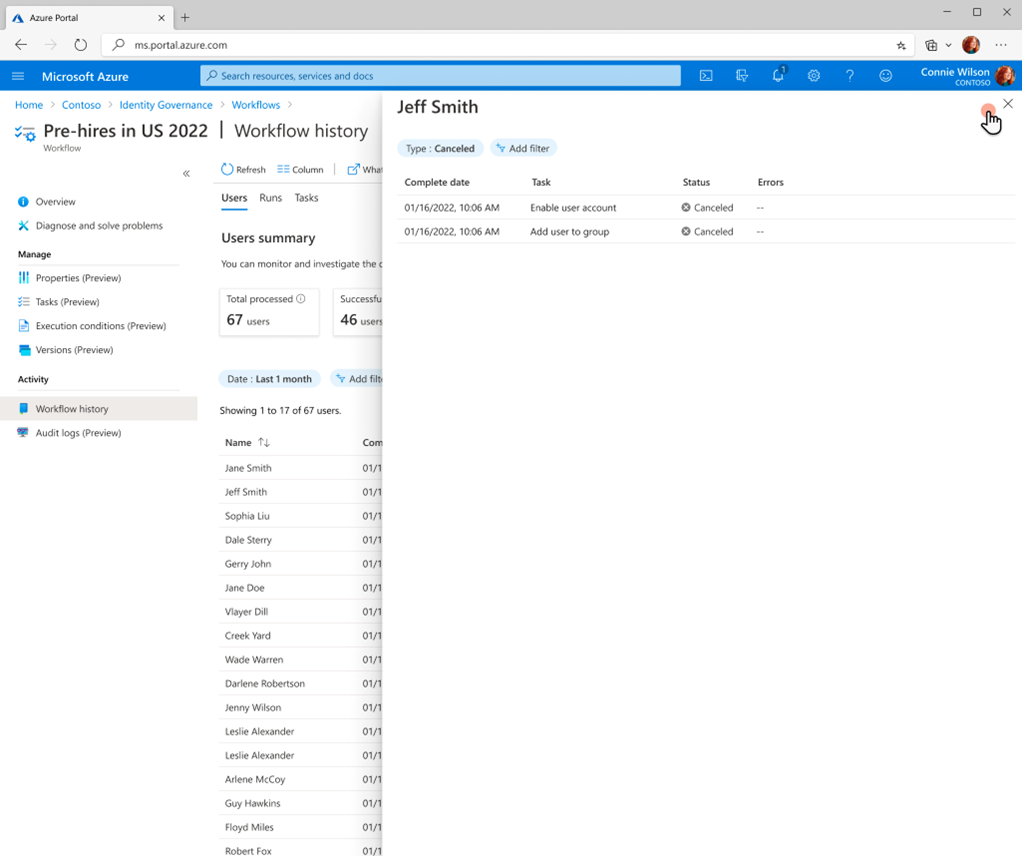 Azure Portal
ms.portal.azure.com
Microsoft Azure
Search resources, services and docs
1
Connie Wilson
CONTOSO
Home > Contoso > Identity Governance > Workflows >
Pre-hires in US 2022 | Workflow history
Workflow
Overview
Diagnose and solve problems
Manage
Properties (Preview)
Tasks (Preview)
Execution conditions (Preview)
Versions (Preview)
Activity
Workflow history
Audit logs (Preview)
Refresh Column
Users Runs Tasks
Users summary
You can monitor and investigate the
Total processed
67 users
46 users
Date : Last 1 month
Add
Showing 1 to 17 of 67 users.
Name
Jane Smith 01/1
Jeff Smith 01/1
Sophia Liu 01/1
Dale Sterry 01/1
Gerry John 01/1
Jane Doe 01/1
Vlayer Dill 01/1
Creek Yard 01/1
Wade Warren 01/1
Darlene Robertson 01/1
Jenny Wilson 01/1
Leslie Alexander 01/1
Leslie Alexander 01/1
Arlene McCoy 01/1
Guy Hawkins 01/1
Floyd Miles 01/1
Robert Fox 01/1
Jeff Smith
Type : Canceled Add filter
Complete date Task Status Errors
01/16/2022, 10:06 AM Enable user account Canceled --
01/16/2022, 10:06 AM Add user to group Canceled --